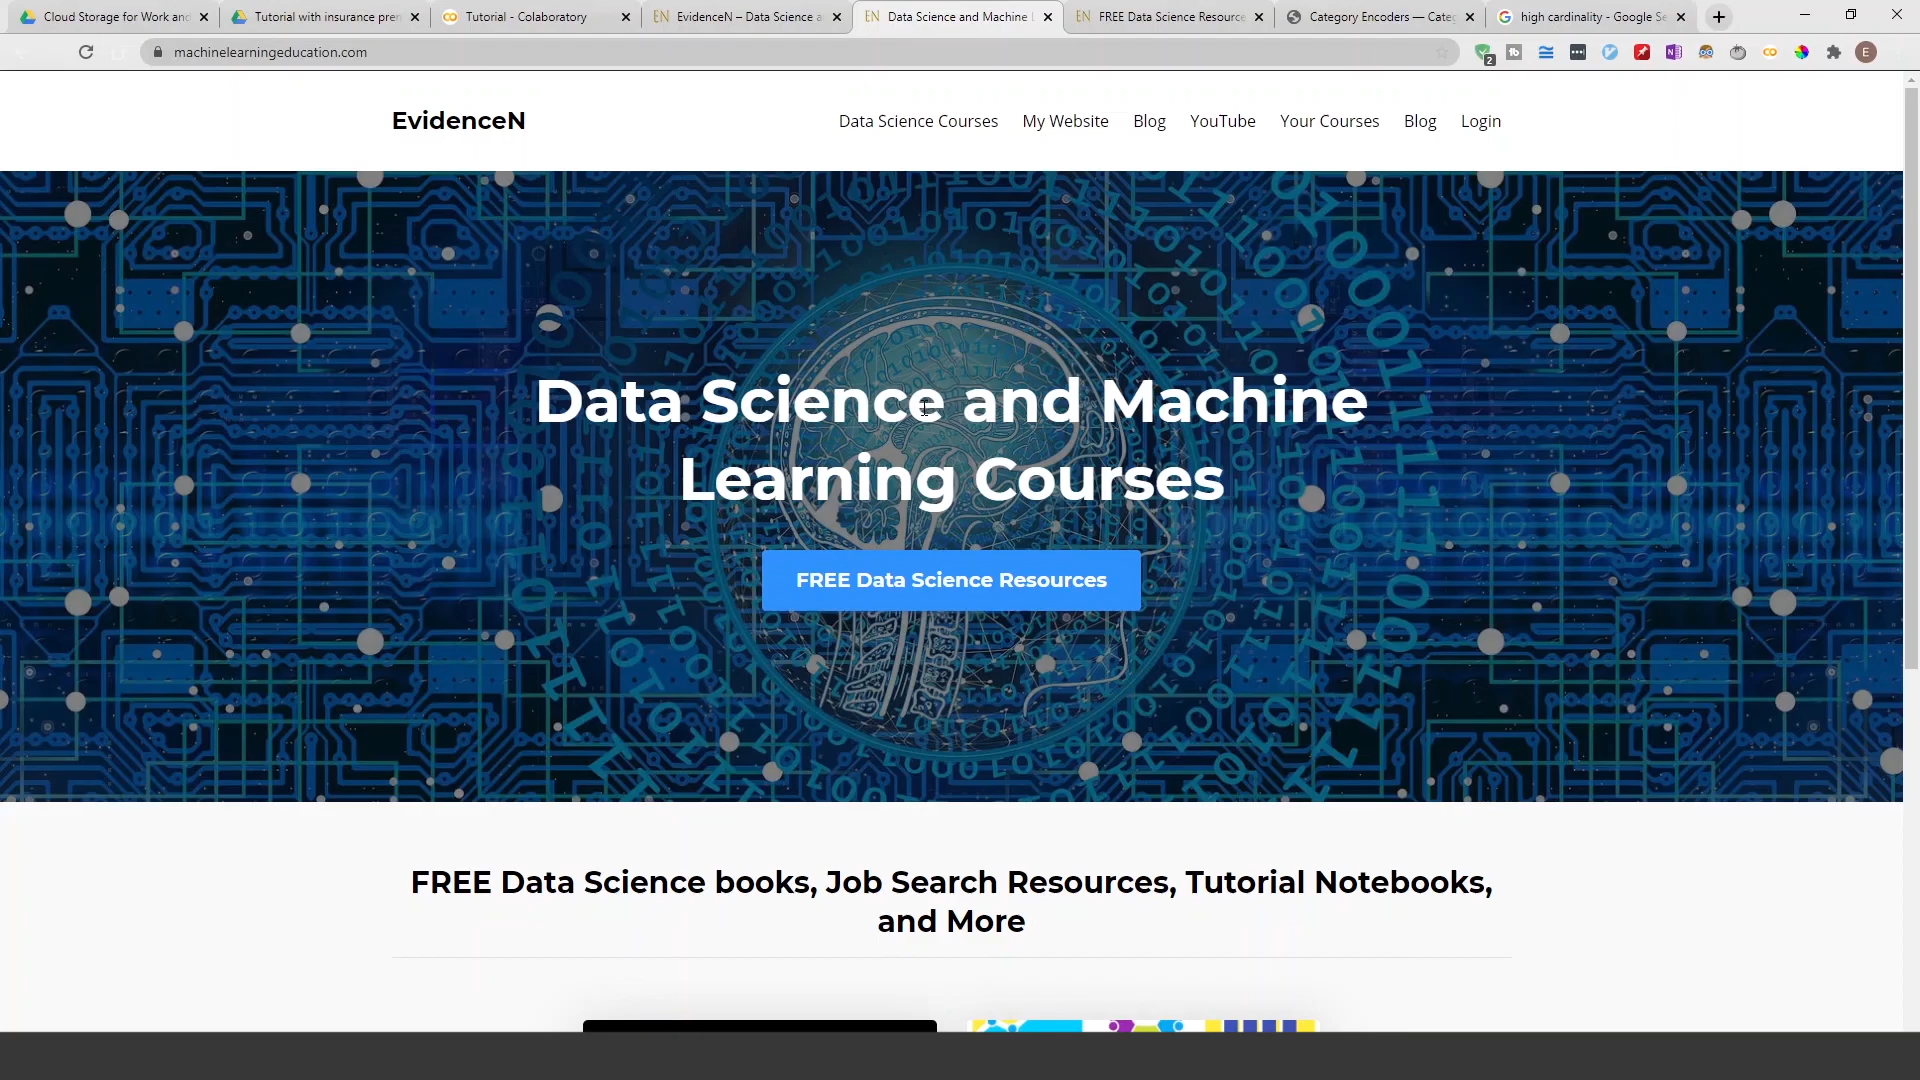 Cloud Storage for Work and
Tutorial with insurance prem
Tutorial - Colaboratory
EvidenceN – Data Science a
Data Science and Machine L
FREE Data Science Resource
Category Encoders — Categ
high cardinality - Google Se
machinelearningeducation.com
2
E
EvidenceN
Data Science Courses
My Website
Blog
YouTube
Your Courses
Blog
Login
Data Science and Machine
Learning Courses
FREE Data Science Resources
FREE Data Science books, Job Search Resources, Tutorial Notebooks,
and More